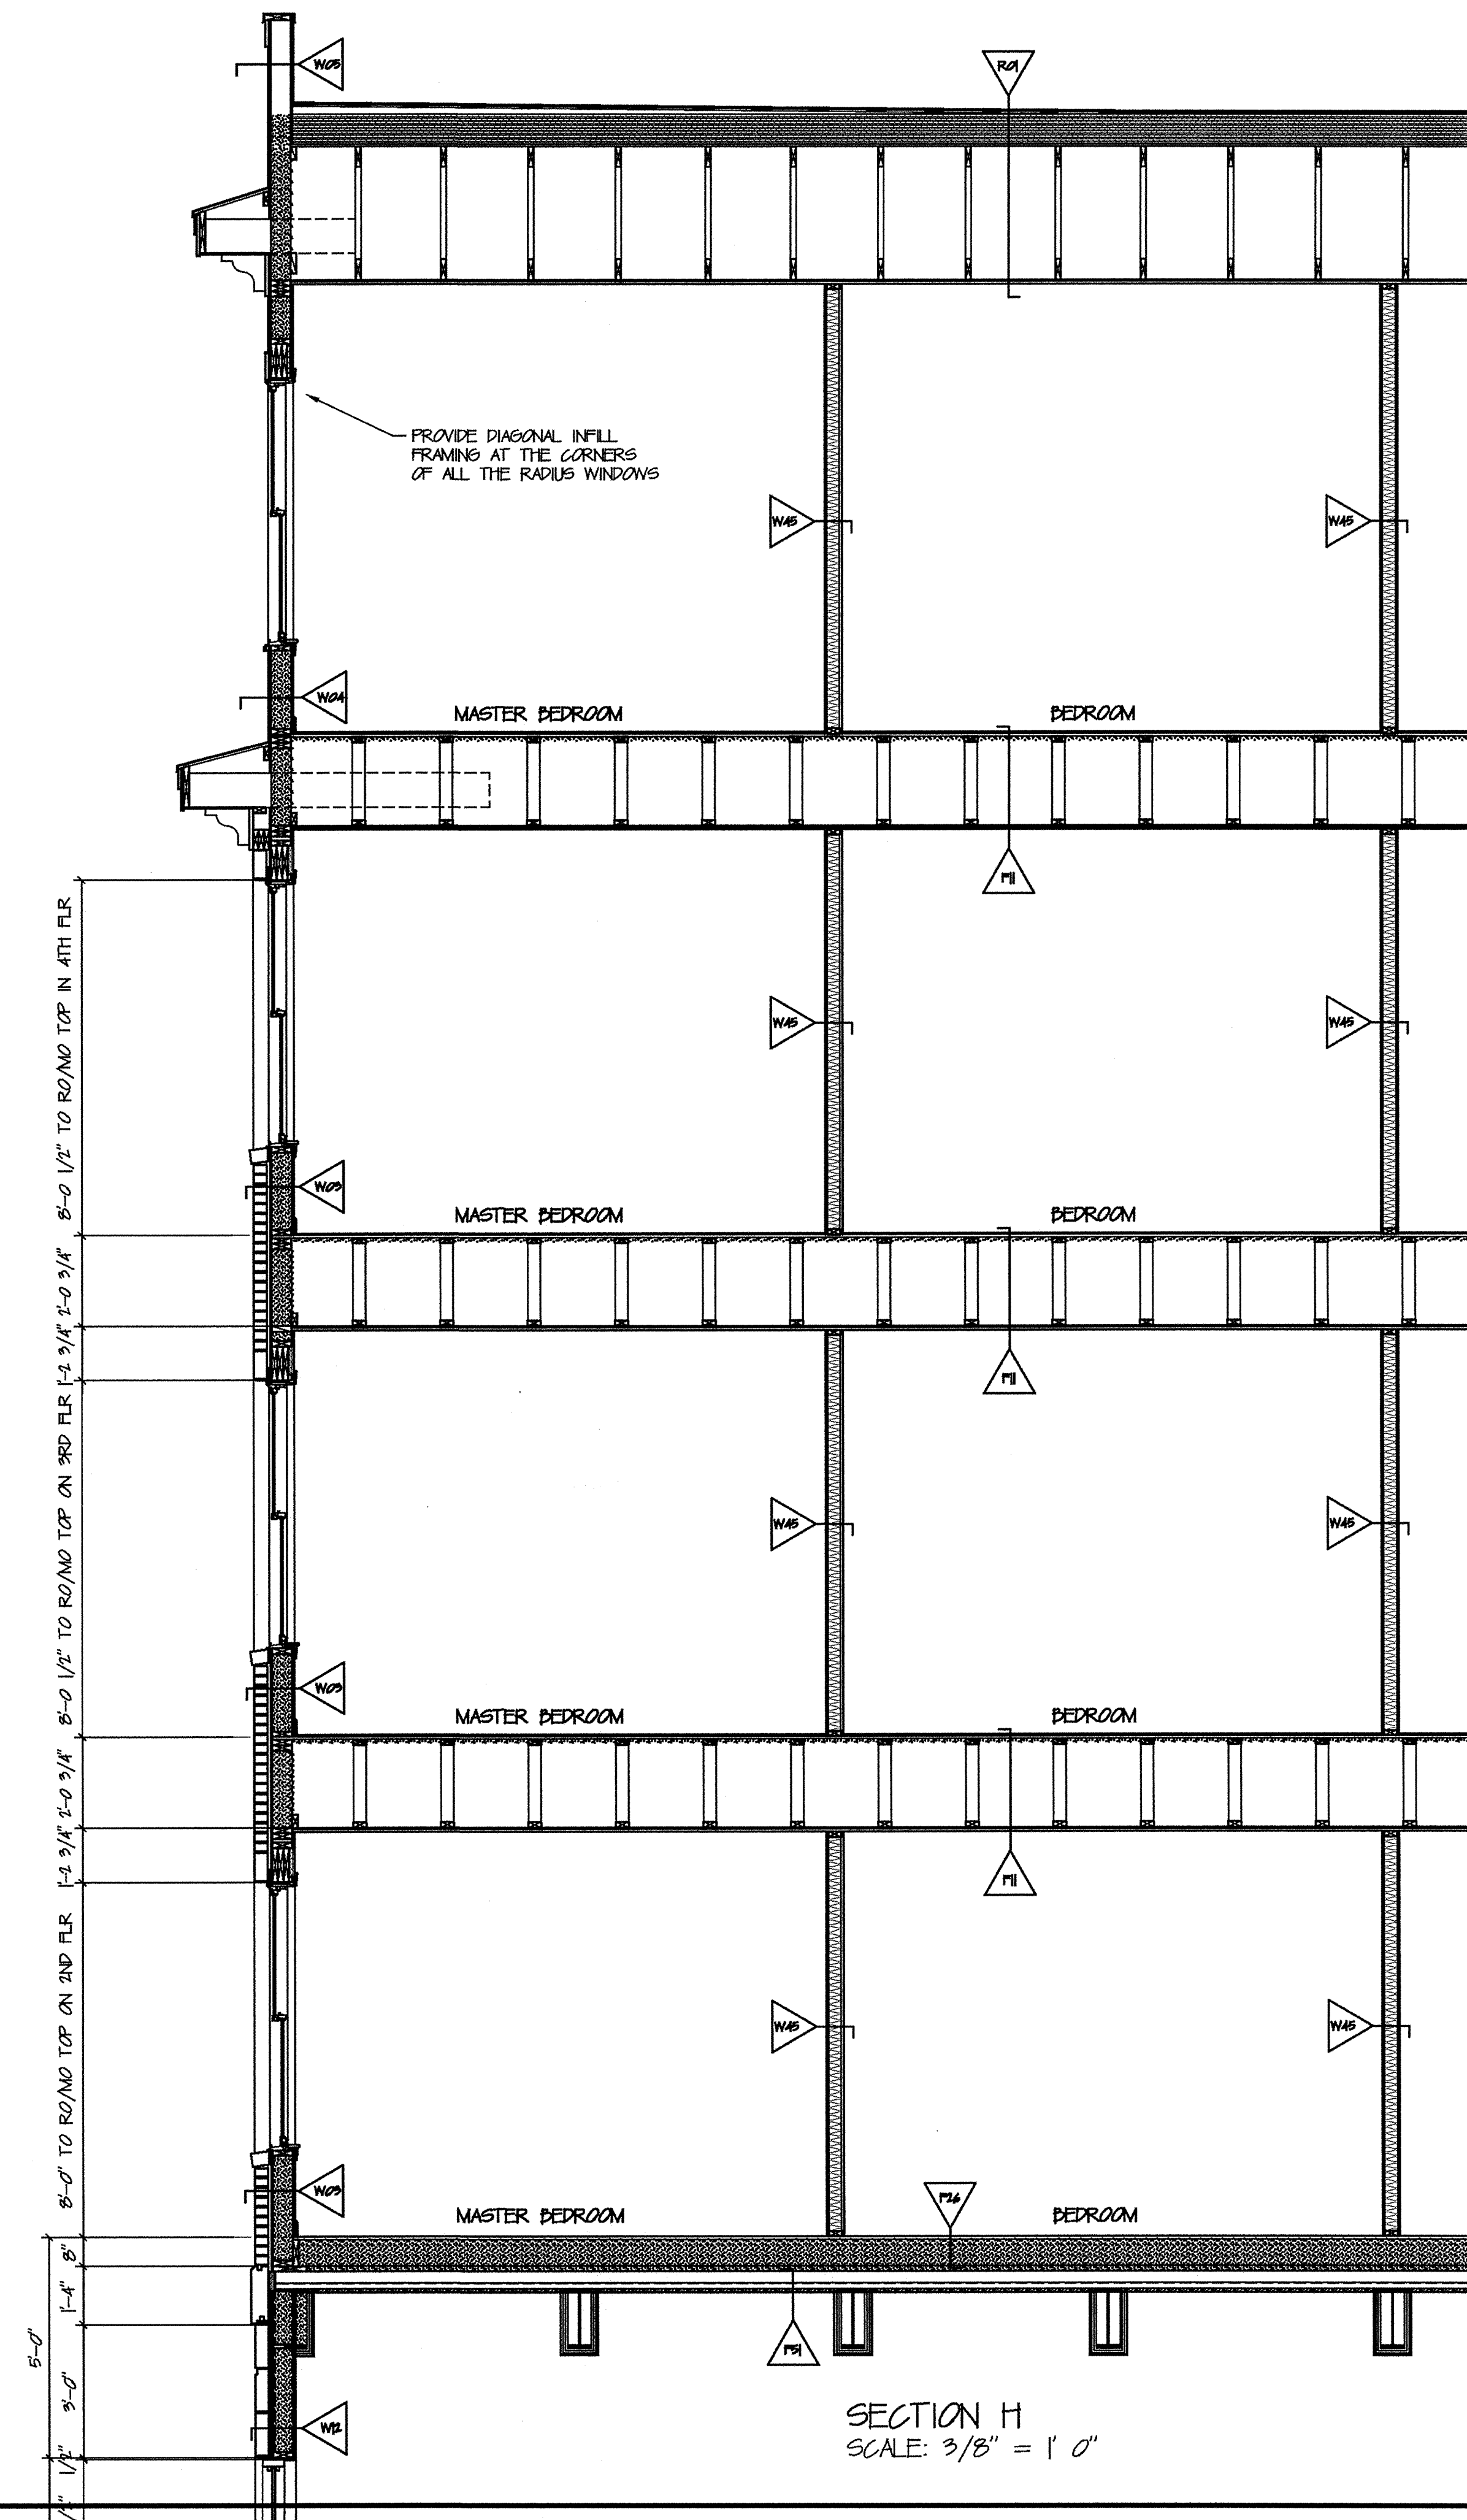 W05
R01
PROVIDE DIAGONAL INFILL
FRAMING AT THE CORNERS
OF ALL THE RADIUS WINDOWS
W45
W45
W04
MASTER BEDROOM
BEDROOM
F11
8'-0 1/2" TO RO/MO TOP IN 4TH FLR
W45
W45
W03
MASTER BEDROOM
BEDROOM
2'-0 3/4"
1'-2 3/4"
F11
8'-0 1/2" TO RO/MO TOP ON 3RD FLR
W45
W45
W03
MASTER BEDROOM
BEDROOM
2'-0 3/4"
1'-2 3/4"
F11
8'-0" TO RO/MO TOP ON 2ND FLR
W45
W45
W03
MASTER BEDROOM
F26
BEDROOM
8"
1'-4"
5'-0"
F51
3'-0"
W12
SECTION H
SCALE: 3/8" = 1' 0"
1/2"